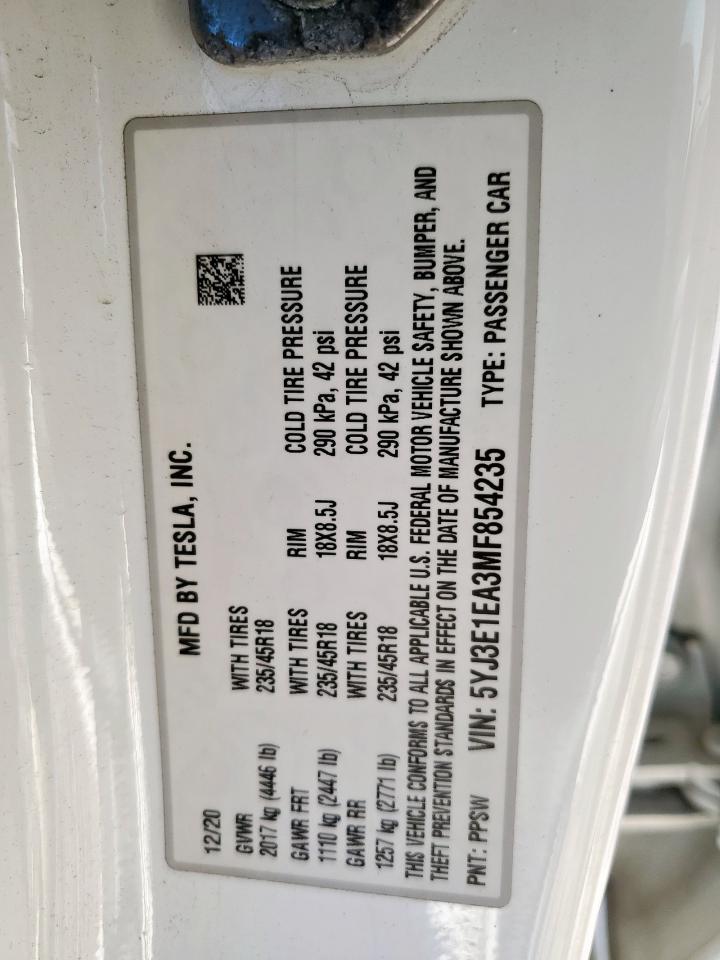 MFD BY TESLA, INC.
12/20
GVWR WITH TIRES
2017 kg (4446 lb) 235/45R18
GAWR FRT WITH TIRES RIM COLD TIRE PRESSURE
1110 kg (2447 lb) 235/45R18 18X8.5J 290 kPa, 42 psi
GAWR RR WITH TIRES RIM COLD TIRE PRESSURE
1257 kg (2771 lb) 235/45R18 18X8.5J 290 kPa, 42 psi
THIS VEHICLE CONFORMS TO ALL APPLICABLE U.S. FEDERAL MOTOR VEHICLE SAFETY, BUMPER, AND
THEFT PREVENTION STANDARDS IN EFFECT ON THE DATE OF MANUFACTURE SHOWN ABOVE.
PNT: PPSW VIN: 5YJ3E1EA3MF854235 TYPE: PASSENGER CAR